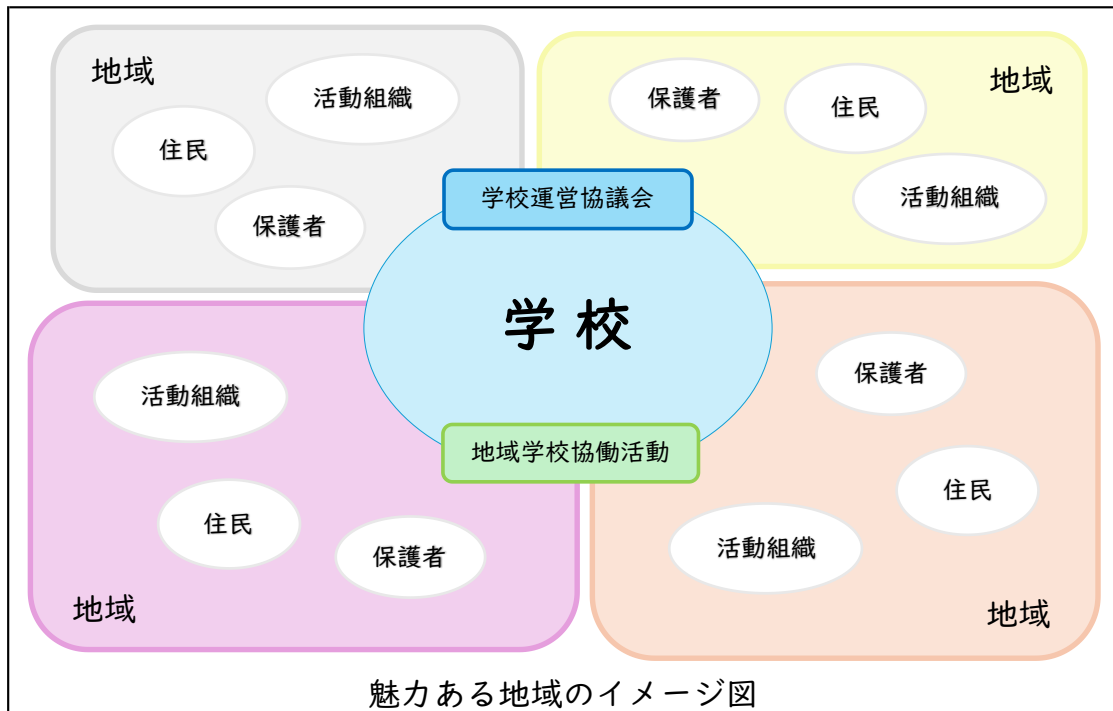 地域
活動組織
住民
保護者
保護者
住民
地域
活動組織
学校運営協議会
学校
地域学校協働活動
活動組織
住民
保護者
地域
保護者
住民
活動組織
地域
魅力ある地域のイメージ図